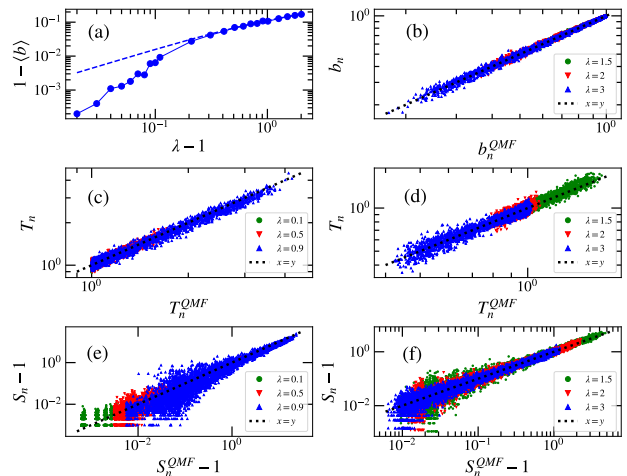 (a)
10⁻¹
10⁻²
10⁻³
1 − ⟨b⟩
10⁻¹
10⁰
λ − 1
(b)
10⁰
b_n
λ = 1.5
λ = 2
λ = 3
x = y
10⁰
b_n^{QMF}
(c)
10⁰
T_n
λ = 0.1
λ = 0.5
λ = 0.9
x = y
10⁰
T_n^{QMF}
(d)
10⁰
T_n
λ = 1.5
λ = 2
λ = 3
x = y
10⁰
T_n^{QMF}
(e)
10⁰
10⁻²
S_n − 1
λ = 0.1
λ = 0.5
λ = 0.9
x = y
10⁻²
10⁰
S_n^{QMF} − 1
(f)
10⁰
10⁻²
S_n − 1
λ = 1.5
λ = 2
λ = 3
x = y
10⁻²
10⁻¹
10⁰
S_n^{QMF} − 1